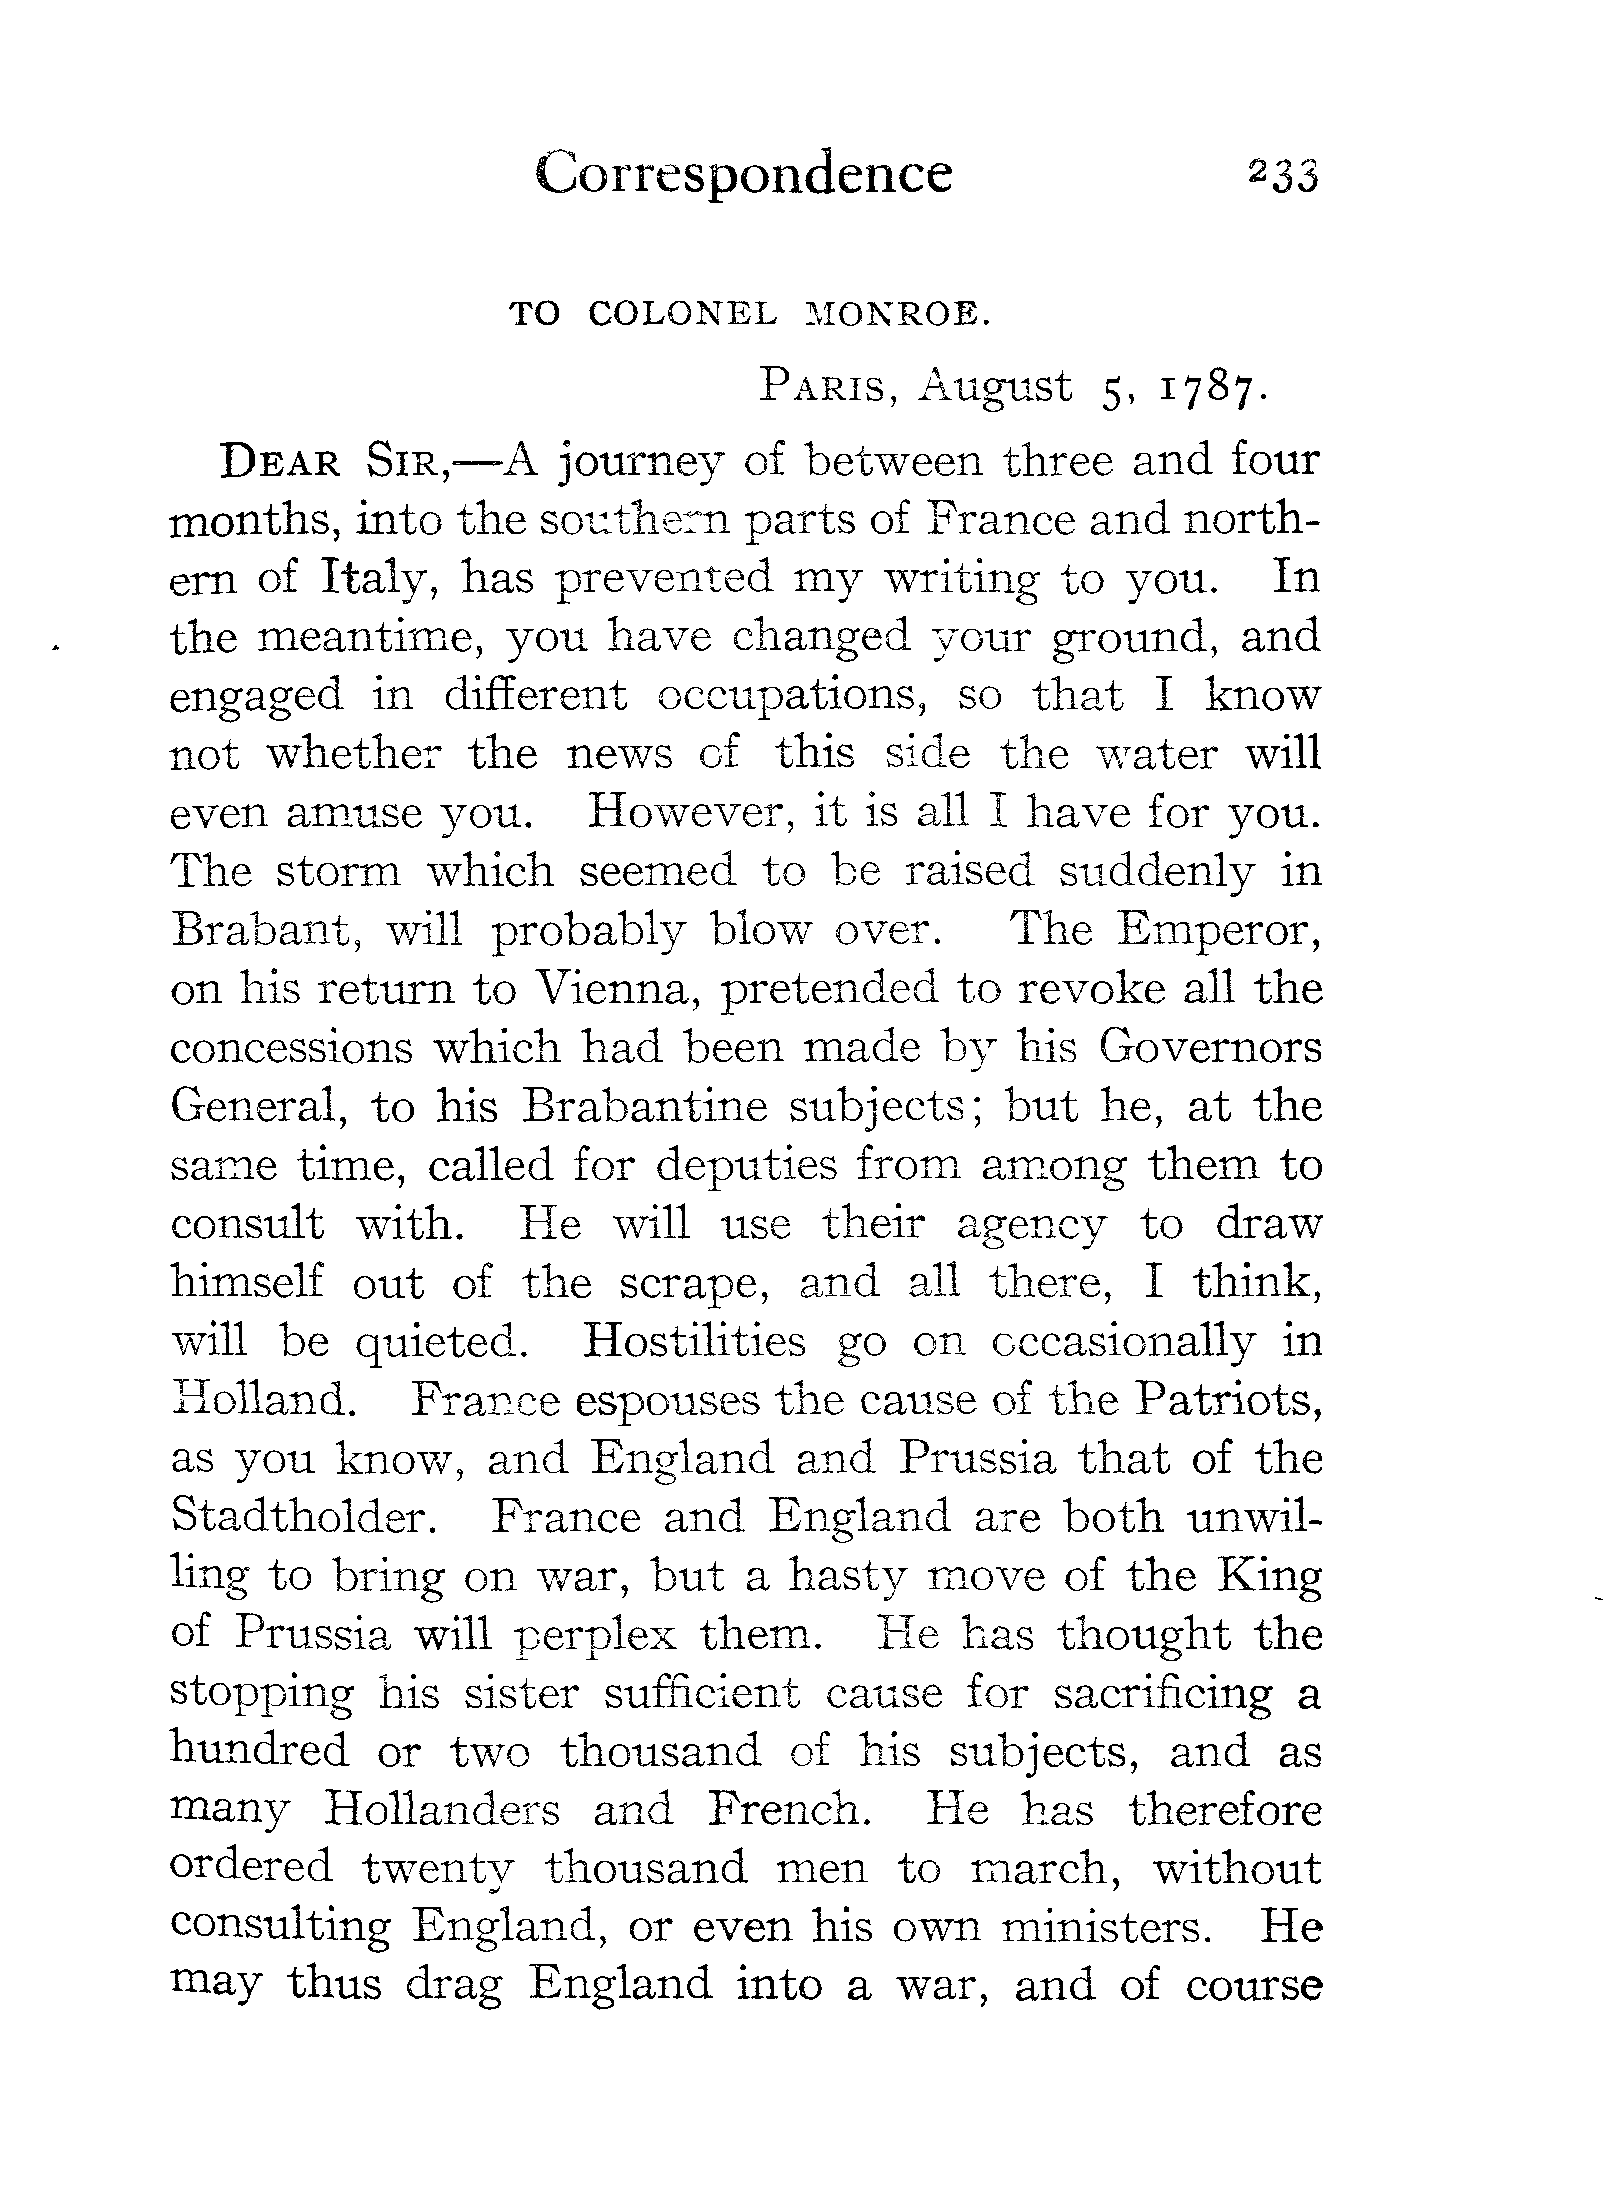 Correspondence 233
TO COLONEL MONROE.
PARIS, August 5, 1787.
DEAR SIR,—A journey of between three and four
months, into the southern parts of France and north-
ern of Italy, has prevented my writing to you. In
the meantime, you have changed your ground, and
engaged in different occupations, so that I know
not whether the news of this side the water will
even amuse you. However, it is all I have for you.
The storm which seemed to be raised suddenly in
Brabant, will probably blow over. The Emperor,
on his return to Vienna, pretended to revoke all the
concessions which had been made by his Governors
General, to his Brabantine subjects; but he, at the
same time, called for deputies from among them to
consult with. He will use their agency to draw
himself out of the scrape, and all there, I think,
will be quieted. Hostilities go on occasionally in
Holland. France espouses the cause of the Patriots,
as you know, and England and Prussia that of the
Stadtholder. France and England are both unwil-
ling to bring on war, but a hasty move of the King
of Prussia will perplex them. He has thought the
stopping his sister sufficient cause for sacrificing a
hundred or two thousand of his subjects, and as
many Hollanders and French. He has therefore
ordered twenty thousand men to march, without
consulting England, or even his own ministers. He
may thus drag England into a war, and of course